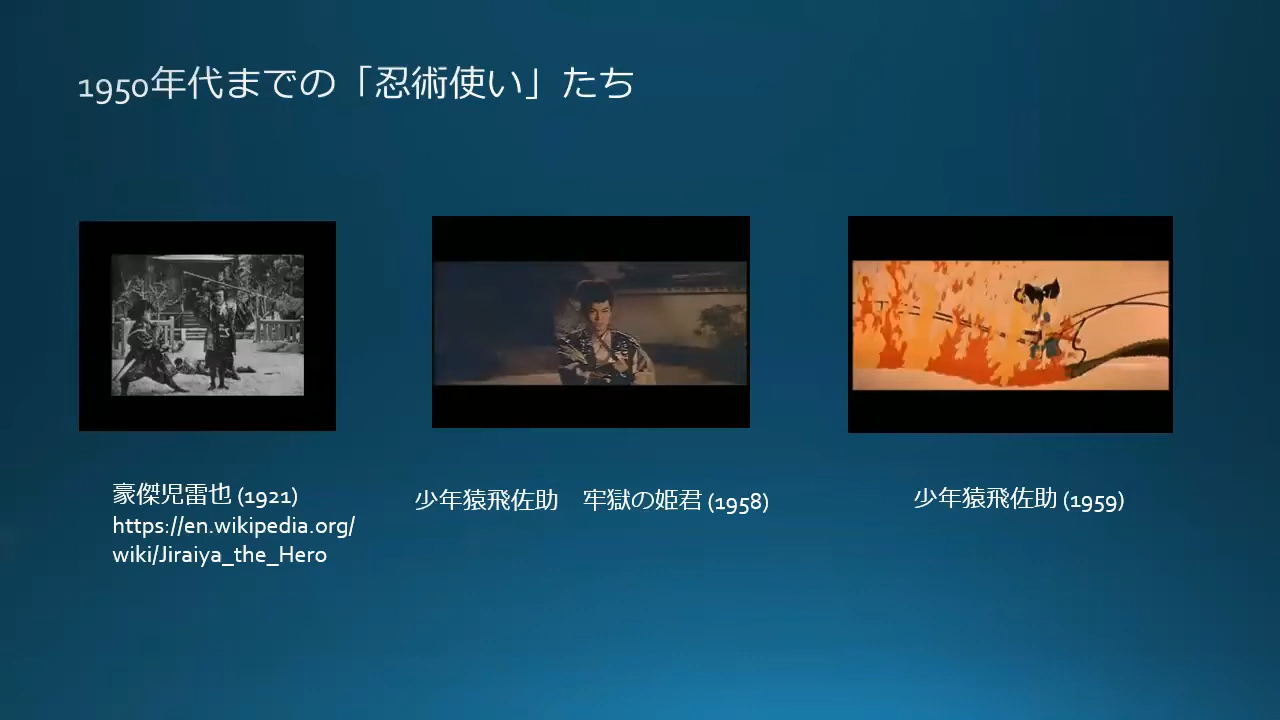 1950年代までの「忍術使い」たち
豪傑児雷也 (1921)
https://en.wikipedia.org/
wiki/Jiraiya_the_Hero
少年猿飛佐助　牢獄の姫君 (1958)
少年猿飛佐助 (1959)